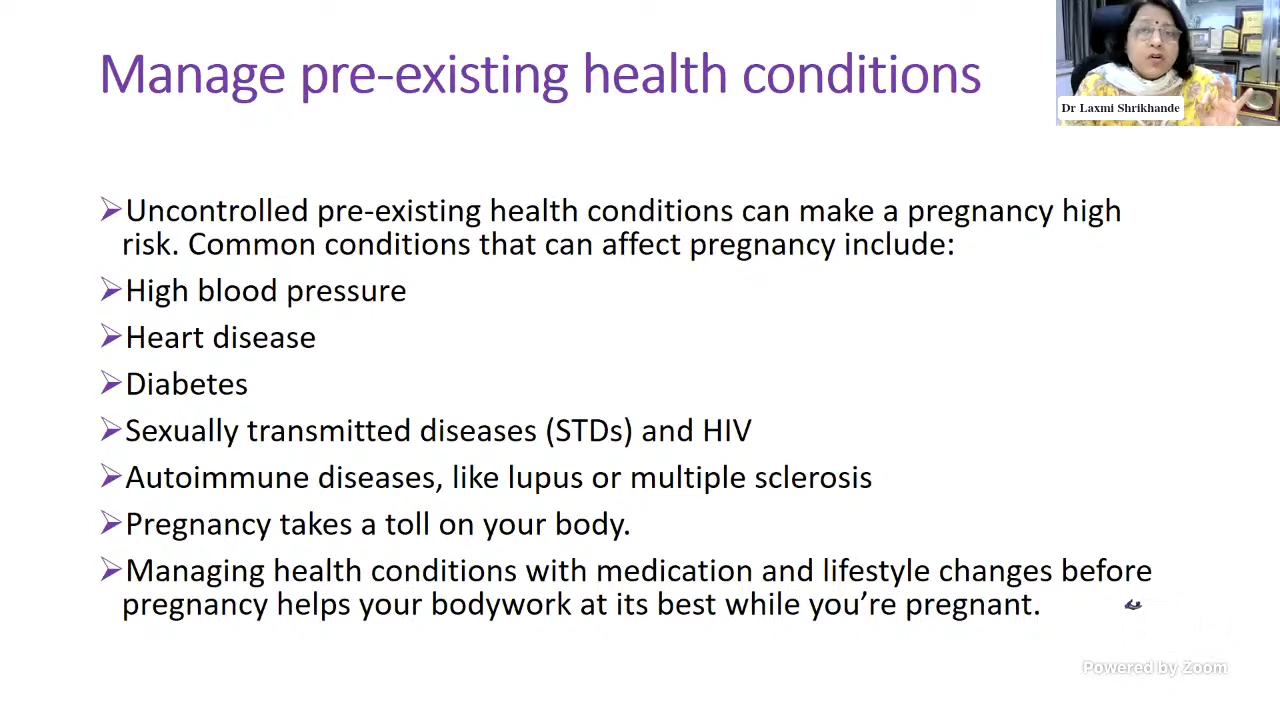 Manage pre-existing health conditions
Dr Laxmi Shrikhande
➢Uncontrolled pre-existing health conditions can make a pregnancy high
risk. Common conditions that can affect pregnancy include:
➢High blood pressure
➢Heart disease
➢Diabetes
➢Sexually transmitted diseases (STDs) and HIV
➢Autoimmune diseases, like lupus or multiple sclerosis
➢Pregnancy takes a toll on your body.
➢Managing health conditions with medication and lifestyle changes before
pregnancy helps your bodywork at its best while you’re pregnant.
Powered by Zoom